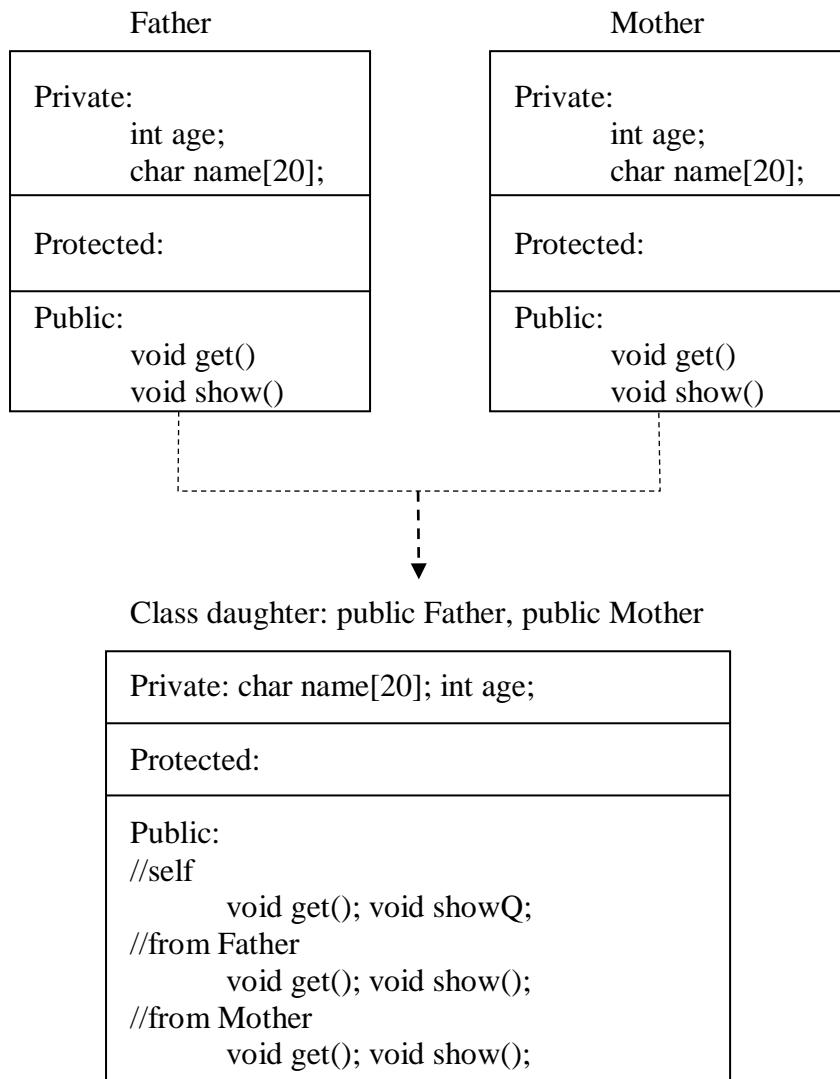 Father
Private:
int age;
char name[20];
Protected:
Public:
void get()
void show()
Mother
Private:
int age;
char name[20];
Protected:
Public:
void get()
void show()
Class daughter: public Father, public Mother
Private: char name[20]; int age;
Protected:
Public:
//self
void get(); void showQ;
//from Father
void get(); void show();
//from Mother
void get(); void show();